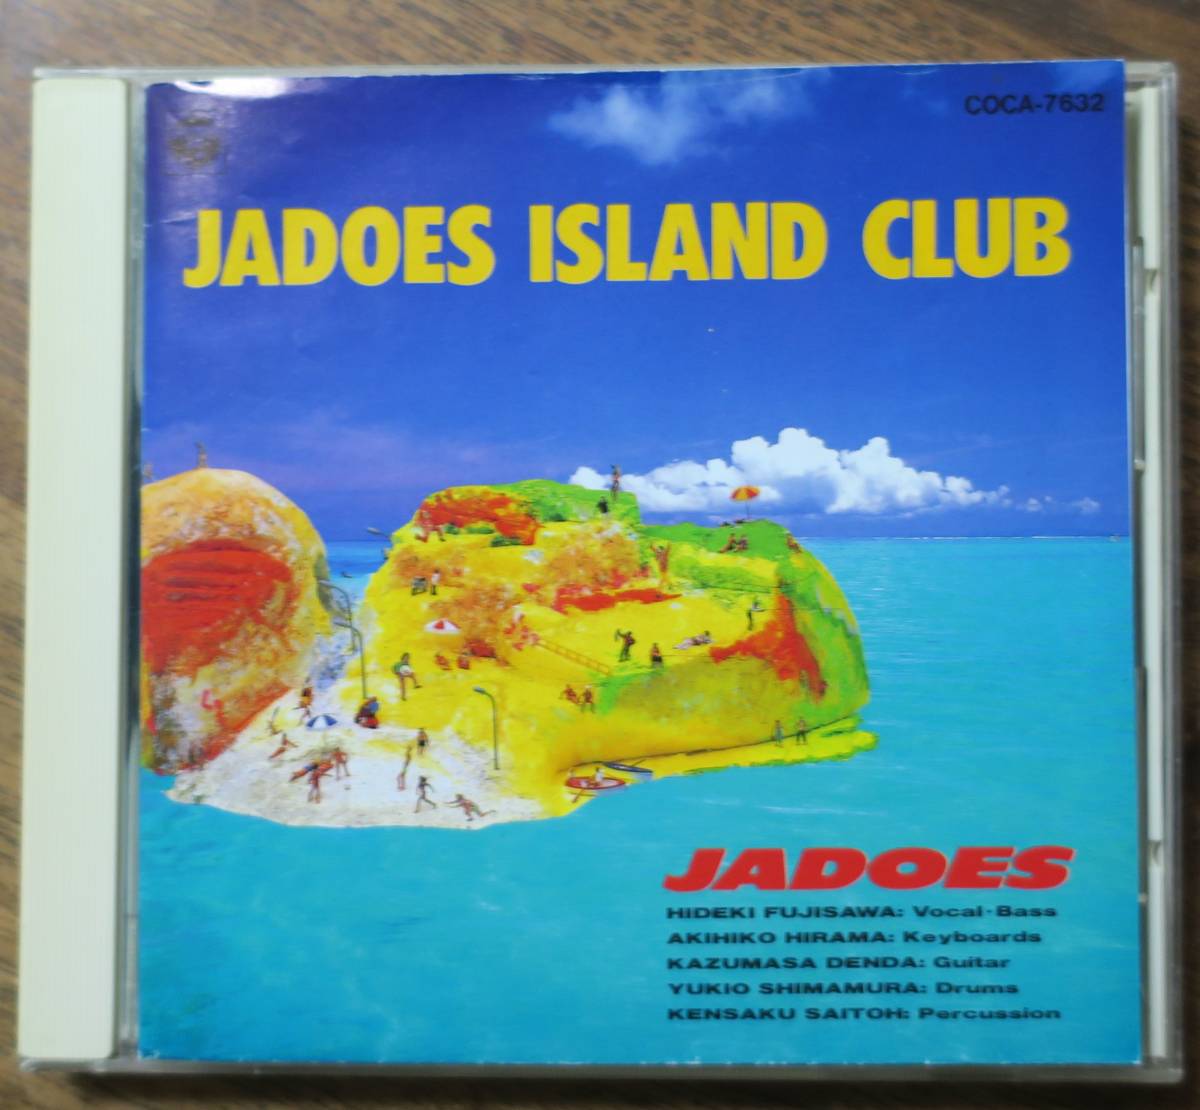 COCA-7632
JADOES ISLAND CLUB
JADOES
HIDEKI FUJISAWA: Vocal·Bass
AKIHIKO HIRAMA: Keyboards
KAZUMASA DENDA: Guitar
YUKIO SHIMAMURA: Drums
KENSAKU SAITOH: Percussion